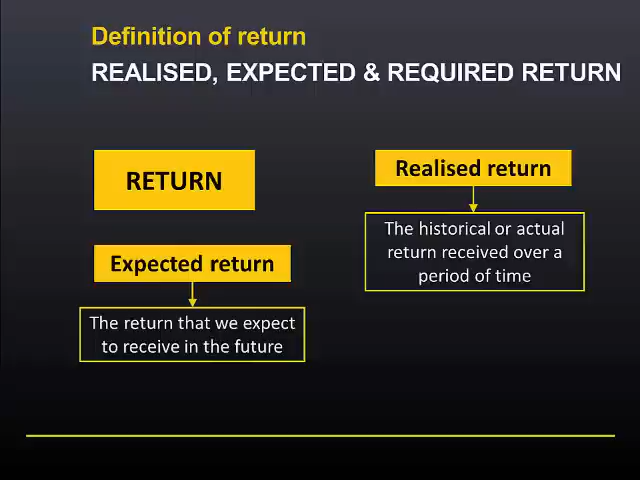 Definition of return
REALISED, EXPECTED & REQUIRED RETURN
RETURN
Realised return
The historical or actual
return received over a
period of time
Expected return
The return that we expect
to receive in the future